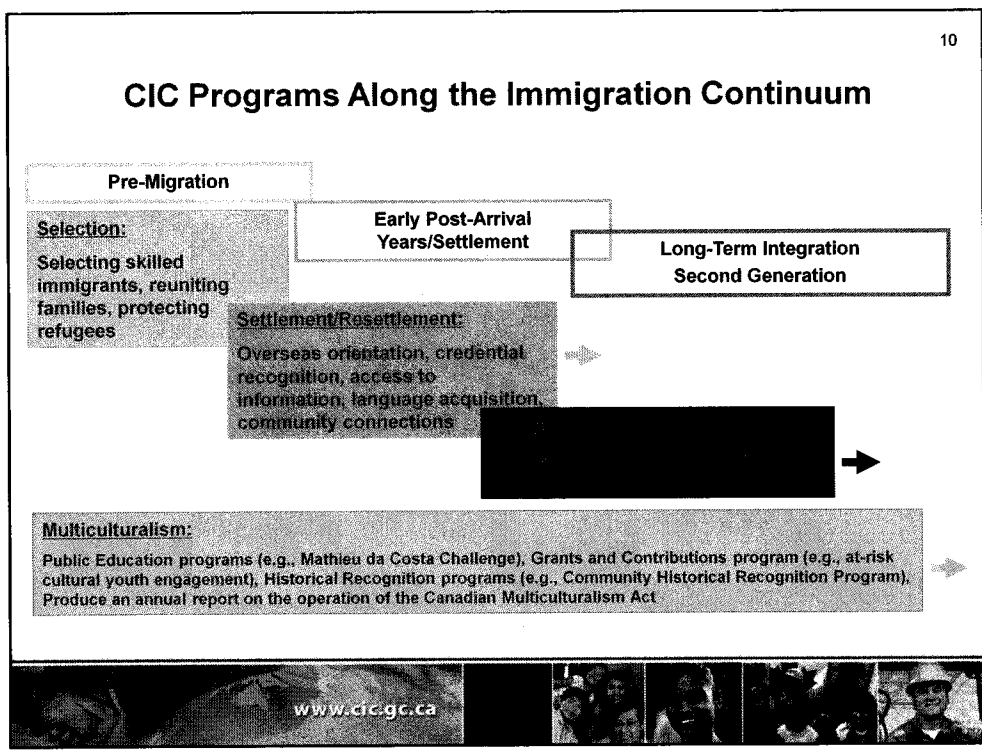 10
CIC Programs Along the Immigration Continuum
Pre-Migration
Early Post-Arrival
Years/Settlement
Long-Term Integration
Second Generation
Selection:
Selecting skilled
immigrants, reuniting
families, protecting
refugees
Settlement/Resettlement:
Overseas orientation, credential
recognition, access to
information, language acquisition,
community connections
Multiculturalism:
Public Education programs (e.g., Mathieu da Costa Challenge), Grants and Contributions program (e.g., at-risk
cultural youth engagement), Historical Recognition programs (e.g., Community Historical Recognition Program),
Produce an annual report on the operation of the Canadian Multiculturalism Act
www.cic.gc.ca